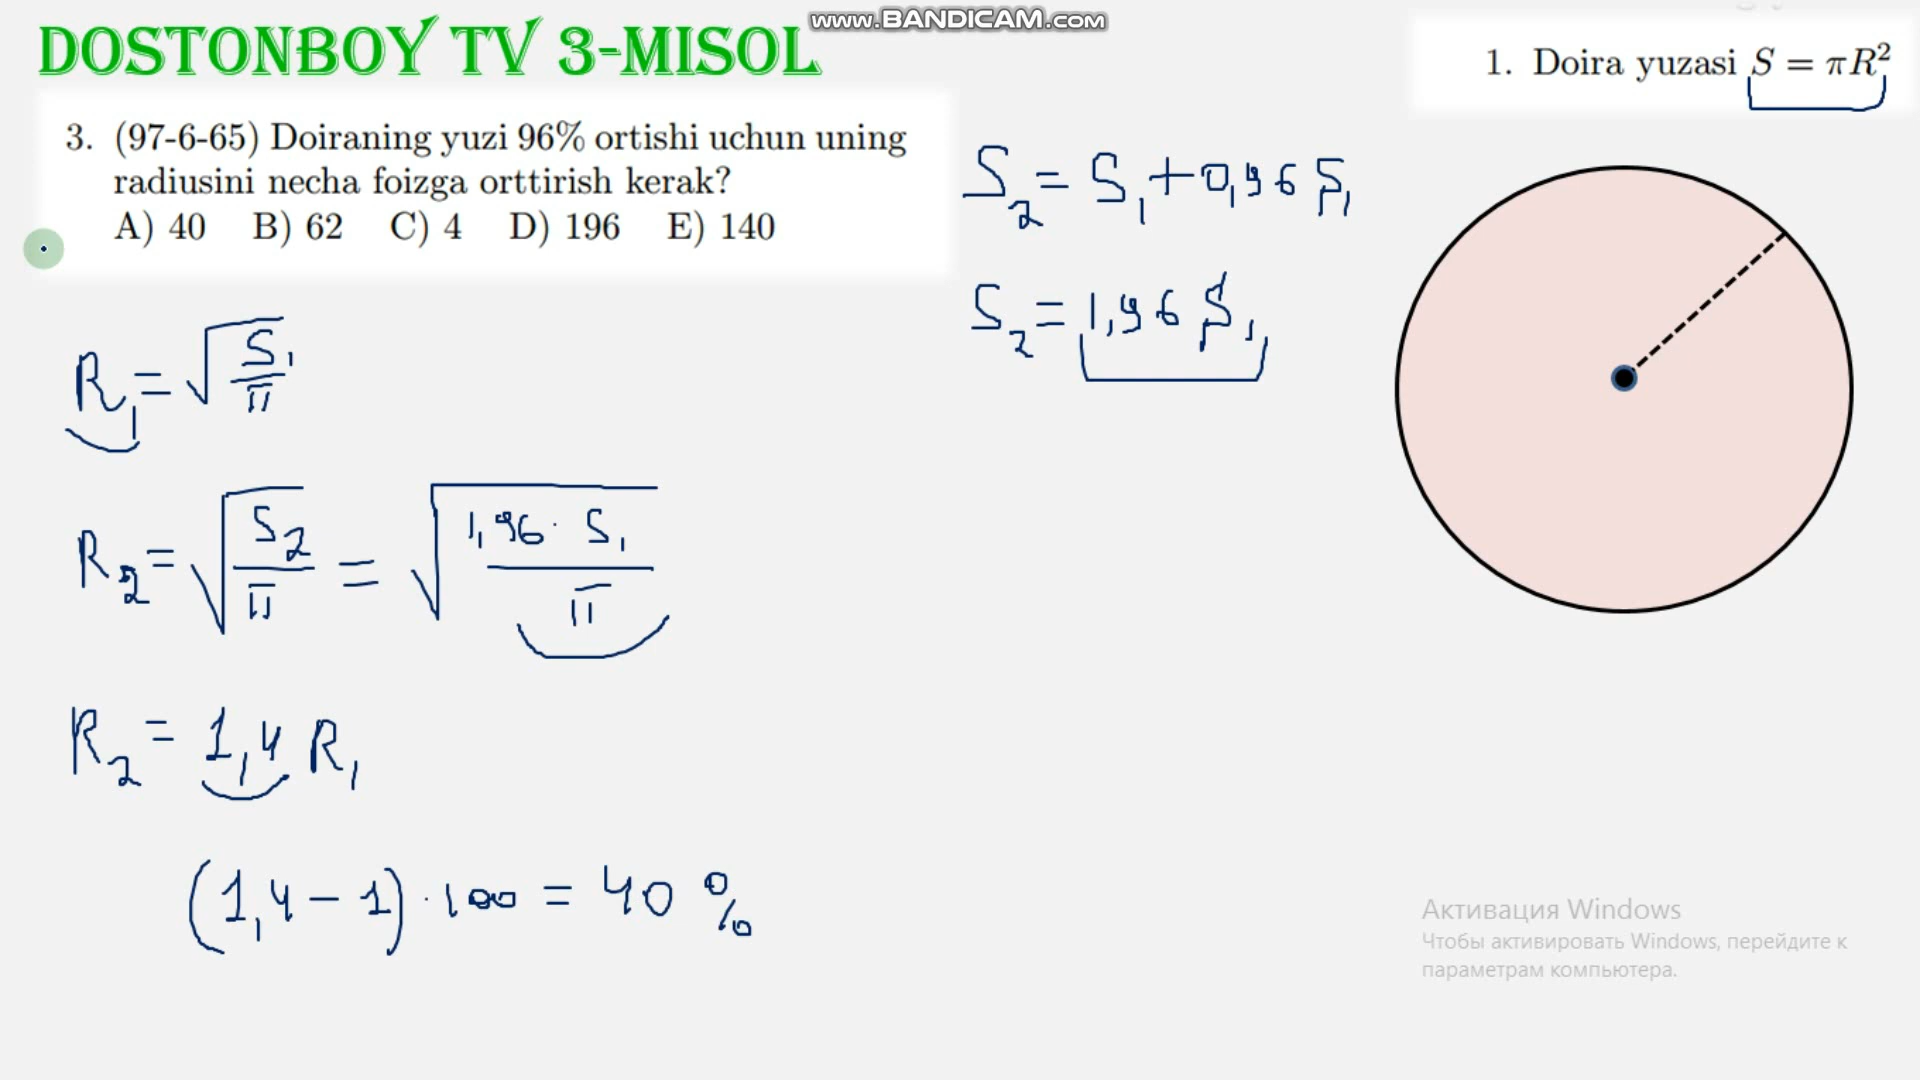 www.BANDICAM.com
DOSTONBOY TV 3-MISOL
1. Doira yuzasi S = πR²
3. (97-6-65) Doiraning yuzi 96% ortishi uchun uning
radiusini necha foizga orttirish kerak?
A) 40 B) 62 C) 4 D) 196 E) 140
S₂ = S₁ + 0,96 S₁
S₂ = 1,96 S₁
R₁ = √(S₁/π)
R₂ = √(S₂/π) = √(1,96 · S₁/π)
R₂ = 1,4 R₁
(1,4 − 1) · 100 = 40 %
Активация Windows
Чтобы активировать Windows, перейдите к
параметрам компьютера.